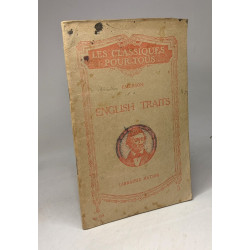 LES CLASSIQUES
POUR TOUS
ENGLISH TRAITS
LIBRAIRIE HATIER